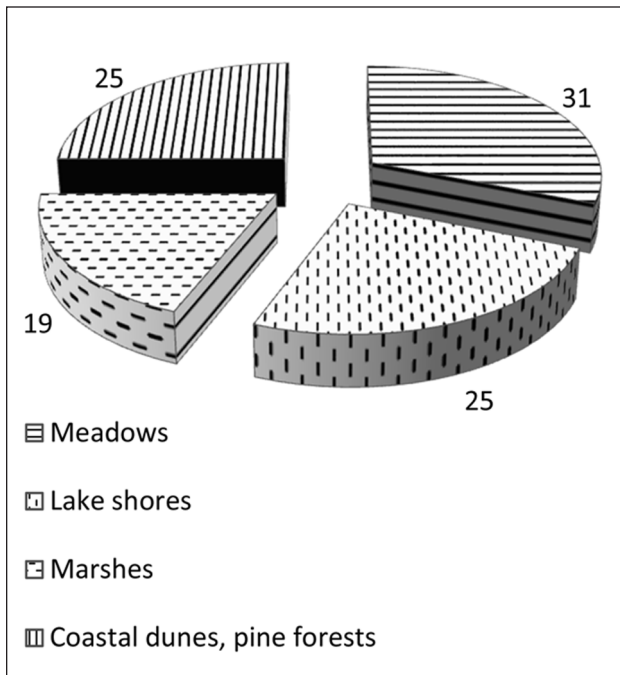 25
31
19
25
Meadows
Lake shores
Marshes
Coastal dunes, pine forests